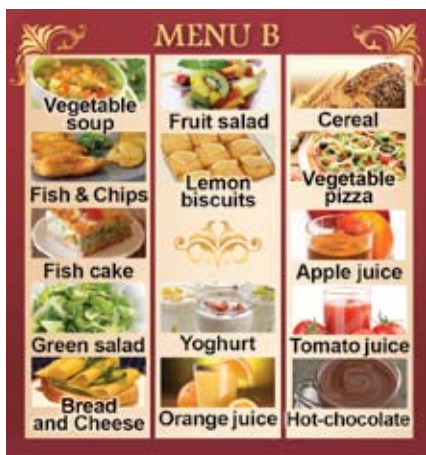 MENU B
Vegetable
soup
Fish & Chips
Fish cake
Green salad
Bread
and Cheese
Fruit salad
Lemon
biscuits
Yoghurt
Orange juice
Cereal
Vegetable
pizza
Apple juice
Tomato juice
Hot-chocolate